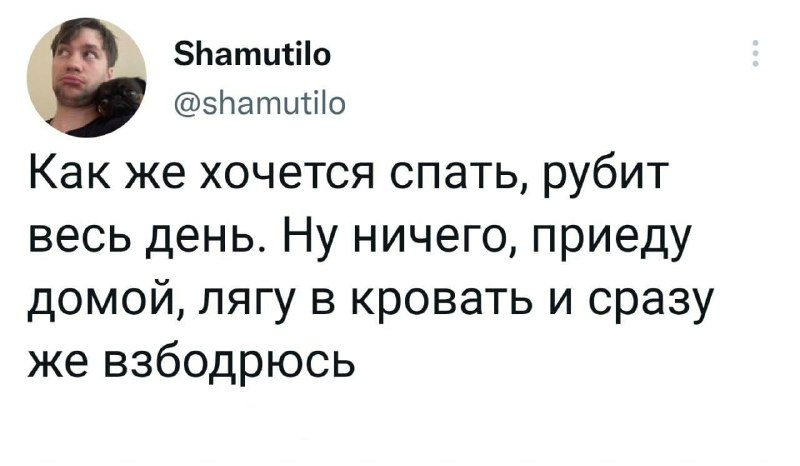 Shamutilo
@shamutilo
Как же хочется спать, рубит
весь день. Ну ничего, приеду
домой, лягу в кровать и сразу
же взбодрюсь